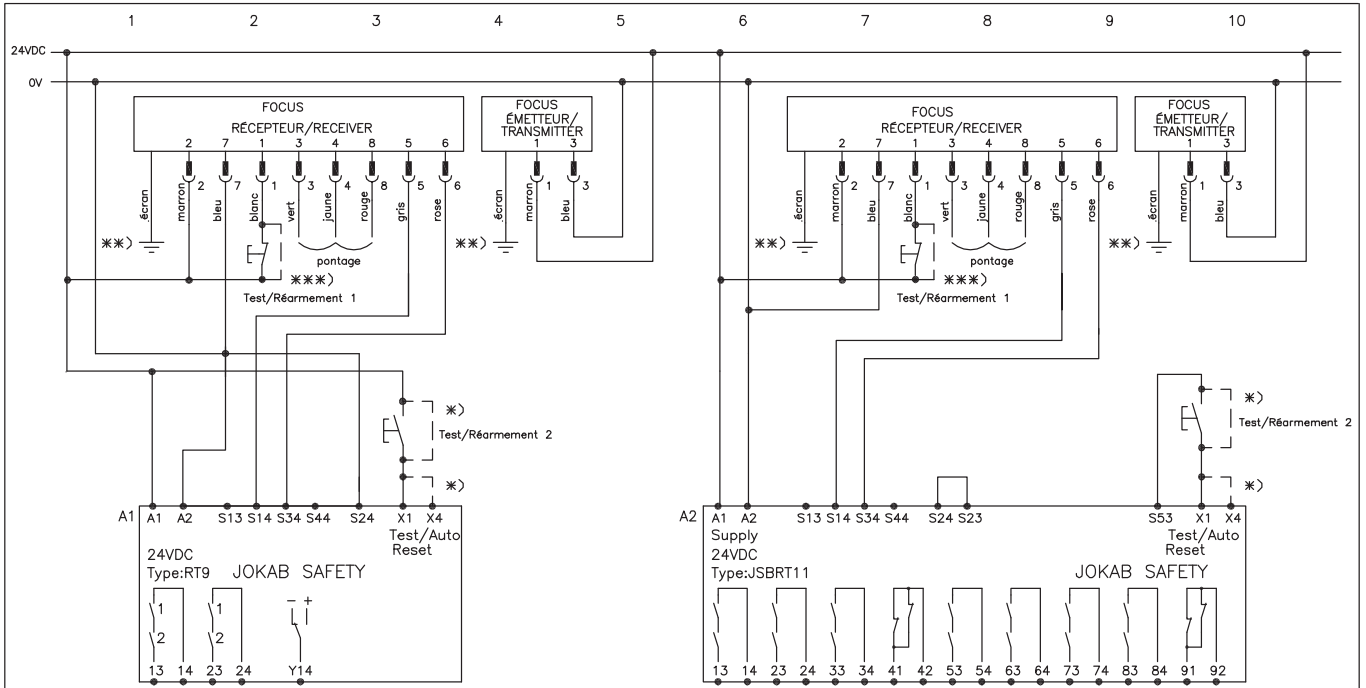 1 2 3 4 5 6 7 8 9 10
24VDC
0V
FOCUS
RÉCEPTEUR/RECEIVER
2 7 1 3 4 8 5 6
2 7 1 3 4 8 5 6
écran marron bleu blanc vert jaune rouge gris rose
**)
***)
pontage
Test/Réarmement 1
FOCUS
ÉMETTEUR/
TRANSMITTER
1 3
1 3
écran marron bleu
**)
FOCUS
RÉCEPTEUR/RECEIVER
2 7 1 3 4 8 5 6
2 7 1 3 4 8 5 6
écran marron bleu blanc vert jaune rouge gris rose
**)
***)
pontage
Test/Réarmement 1
FOCUS
ÉMETTEUR/
TRANSMITTER
1 3
1 3
écran marron bleu
**)
*)
Test/Réarmement 2
*)
A1
A1 A2 S13 S14 S34 S44 S24 X1 X4
Test/Auto
Reset
24VDC
Type:RT9 JOKAB SAFETY
1 1 - +
2 2
13 14 23 24 Y14
*)
Test/Réarmement 2
*)
A2
A1 A2 S13 S14 S34 S44 S24 S23 S53 X1 X4
Supply
Test/Auto
Reset
24VDC
Type:JSBRT11 JOKAB SAFETY
13 14 23 24 33 34 41 42 53 54 63 64 73 74 83 84 91 92